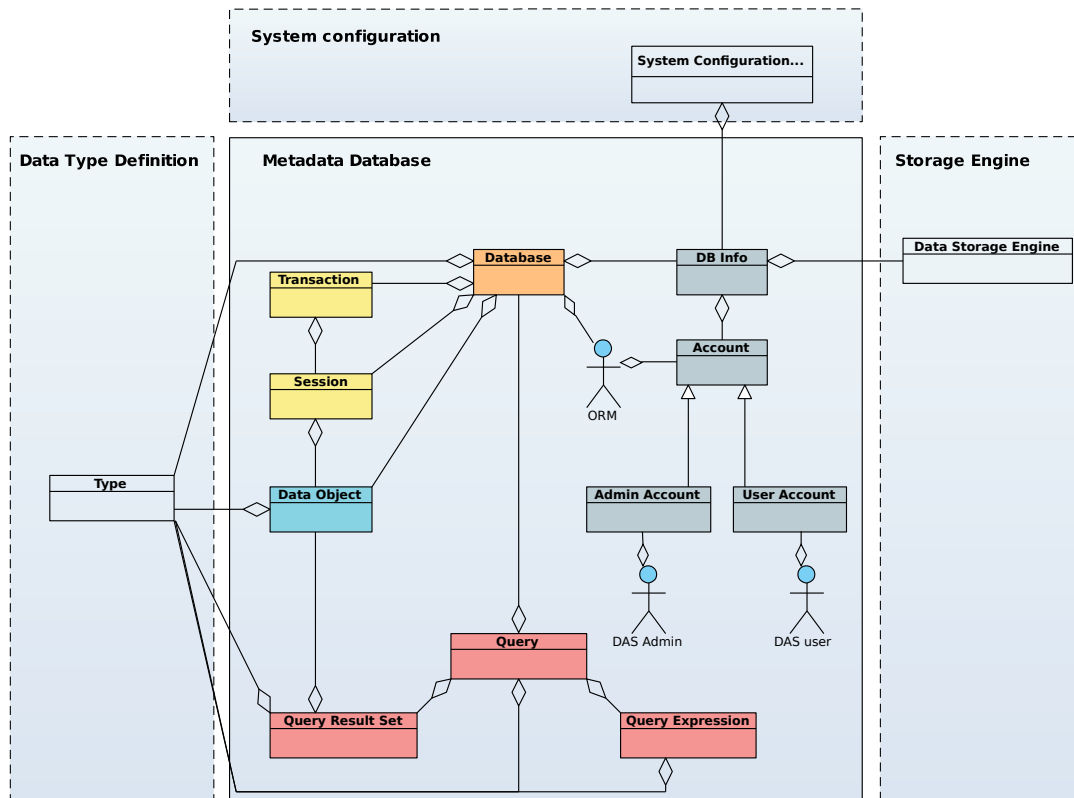 System configuration
System Configuration...
Data Type Definition
Metadata Database
Storage Engine
Database
DB Info
Data Storage Engine
Transaction
Account
Session
ORM
Type
Data Object
Admin Account
User Account
DAS Admin
DAS user
Query
Query Result Set
Query Expression